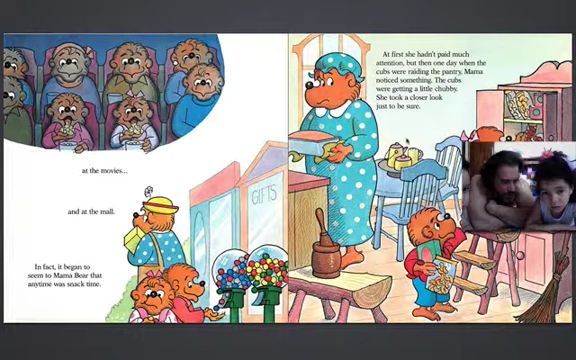 at the movies...
and at the mall.
In fact, it began to
seem to Mama Bear that
anytime was snack time.
GIFTS
At first she hadn't paid much
attention, but then one day when the
cubs were raiding the pantry, Mama
noticed something. The cubs
were getting a little chubby.
She took a closer look
just to be sure.